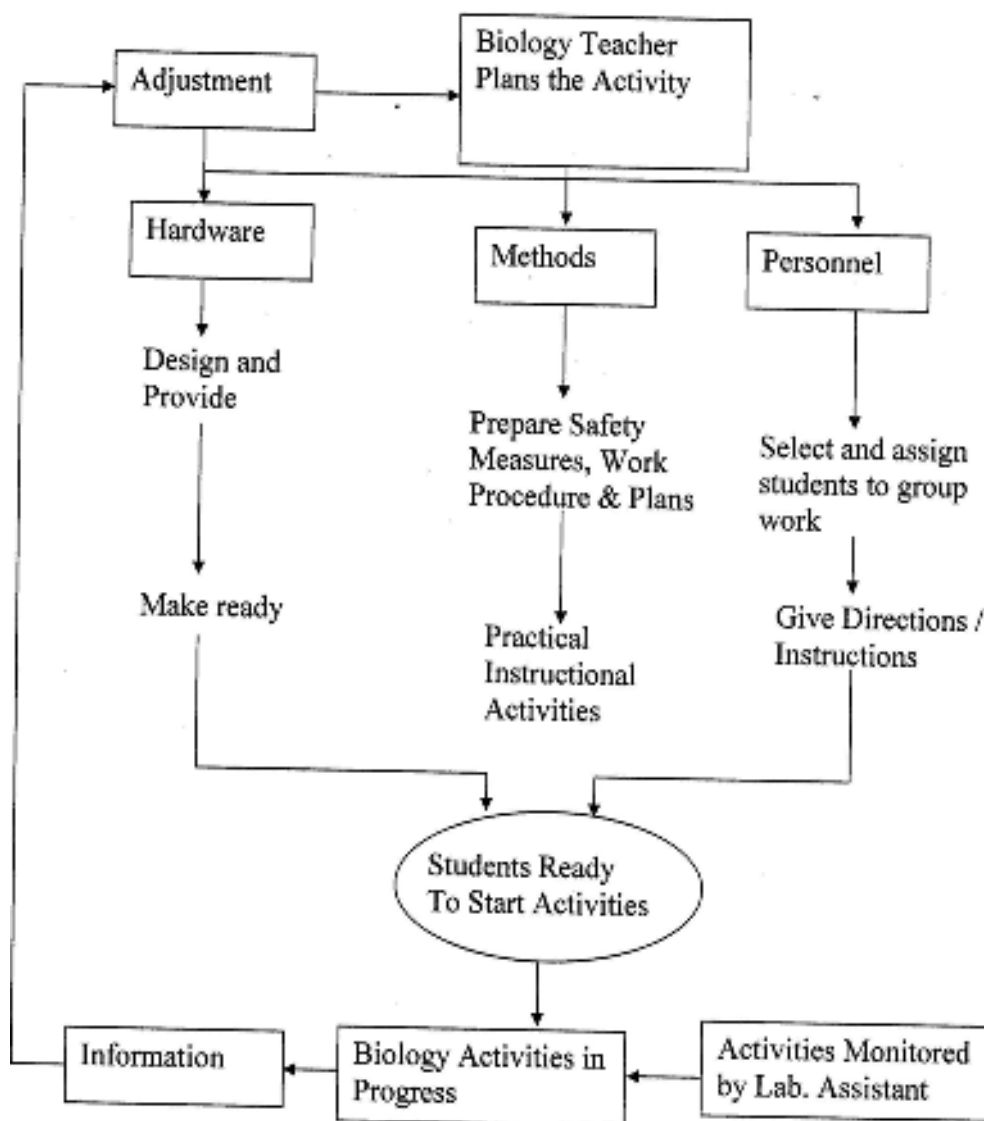 Adjustment
Biology Teacher
Plans the Activity
Hardware
Methods
Personnel
Design and
Provide
Prepare Safety
Measures, Work
Procedure & Plans
Select and assign
students to group
work
Make ready
Practical
Instructional
Activities
Give Directions /
Instructions
Students Ready
To Start Activities
Information
Biology Activities in
Progress
Activities Monitored
by Lab. Assistant